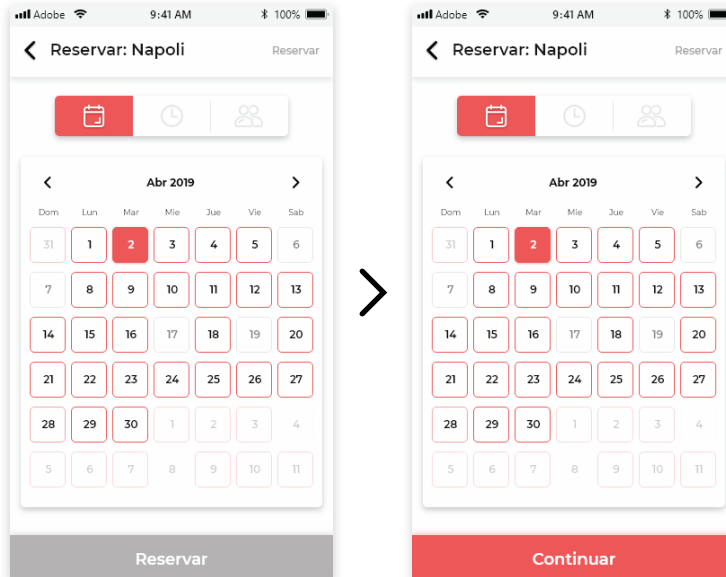 Adobe 9:41 AM 100%
Reservar: Napoli Reservar
Abr 2019
Dom Lun Mar Mie Jue Vie Sab
31 1 2 3 4 5 6
7 8 9 10 11 12 13
14 15 16 17 18 19 20
21 22 23 24 25 26 27
28 29 30 1 2 3 4
5 6 7 8 9 10 11
Reservar
Adobe 9:41 AM 100%
Reservar: Napoli Reservar
Abr 2019
Dom Lun Mar Mie Jue Vie Sab
31 1 2 3 4 5 6
7 8 9 10 11 12 13
14 15 16 17 18 19 20
21 22 23 24 25 26 27
28 29 30 1 2 3 4
5 6 7 8 9 10 11
Continuar